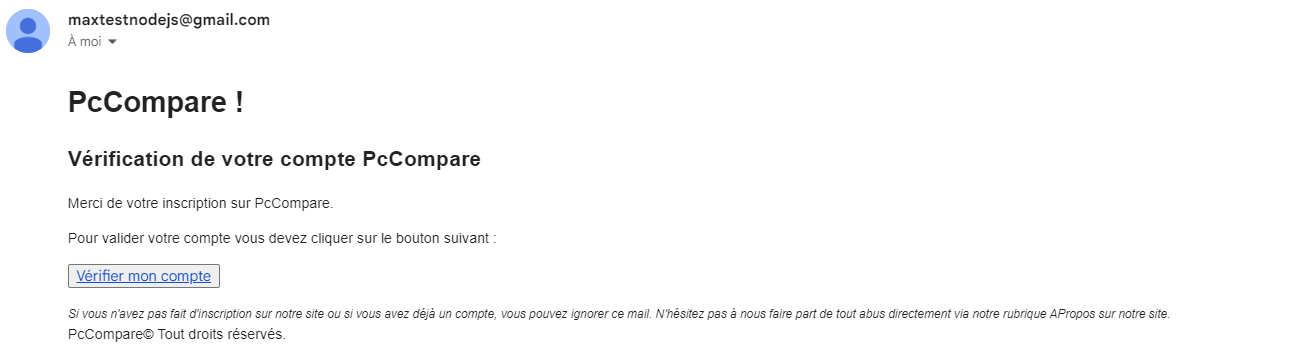 maxtestnodejs@gmail.com
À moi
PcCompare !
Vérification de votre compte PcCompare
Merci de votre inscription sur PcCompare.
Pour valider votre compte vous devez cliquer sur le bouton suivant :
Vérifier mon compte
Si vous n'avez pas fait d'inscription sur notre site ou si vous avez déjà un compte, vous pouvez ignorer ce mail. N'hésitez pas à nous faire part de tout abus directement via notre rubrique APropos sur notre site.
PcCompare© Tout droits réservés.